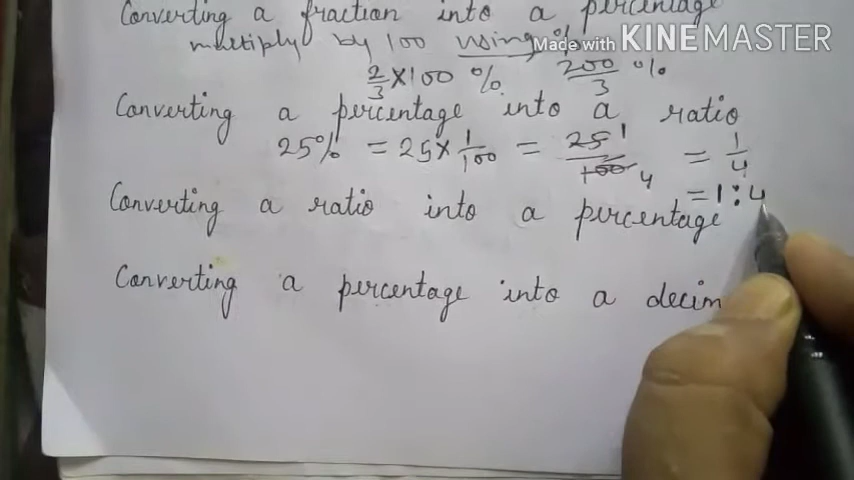 Converting a fraction into a percentage
multiply by 100 using %
Made with KINEMASTER
2/3 × 100 % 200/3 %
Converting a percentage into a ratio
25% = 25 × 1/100 = 25 1/100 4 = 1/4
= 1:4
Converting a ratio into a percentage
Converting a percentage into a decim